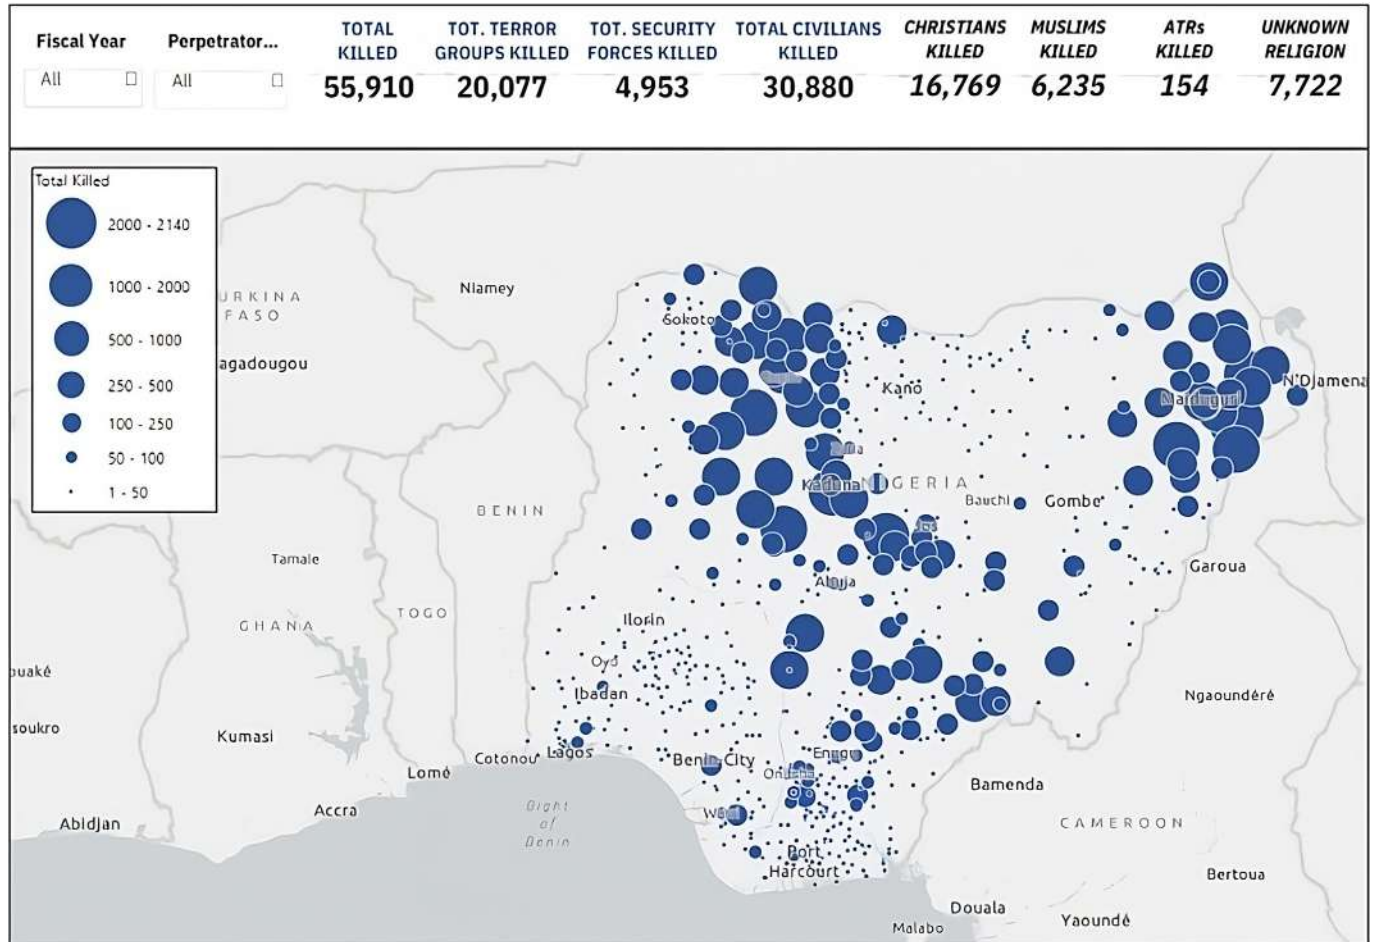 Fiscal Year
All
Perpetrator...
All
TOTAL
KILLED
55,910
TOT. TERROR
GROUPS KILLED
20,077
TOT. SECURITY
FORCES KILLED
4,953
TOTAL CIVILIANS
KILLED
30,880
CHRISTIANS
KILLED
16,769
MUSLIMS
KILLED
6,235
ATRs
KILLED
154
UNKNOWN
RELIGION
7,722
Total Killed
2000 - 2140
1000 - 2000
500 - 1000
250 - 500
100 - 250
50 - 100
1 - 50
Niamey
URKINA
FASO
Sokoto
agadougou
N'Djamena
Kano
Maiduguri
Zaria
Kaduna
NIGERIA
Bauchi
Gombe
BENIN
Jos
Tamale
Garoua
Abuja
TOGO
Ilorin
GHANA
Oyo
ouaké
Ibadan
Ngaoundéré
soukro
Kumasi
Cotonou
Lagos
Benin-City
Enugu
Lomé
Onitsha
Bamenda
Accra
Abidjan
Bight
of
Benin
Warri
CAMEROON
Port
Harcourt
Bertoua
Douala
Yaoundé
Malabo